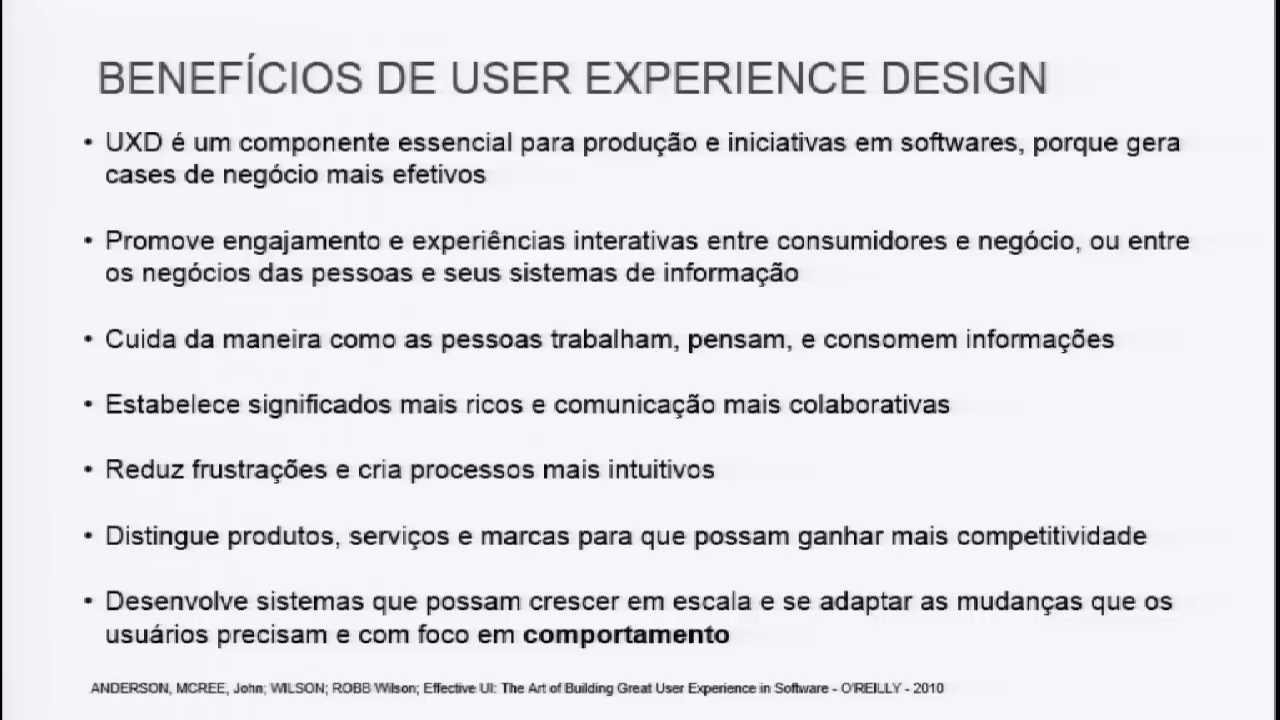 BENEFÍCIOS DE USER EXPERIENCE DESIGN
• UXD é um componente essencial para produção e iniciativas em softwares, porque gera
cases de negócio mais efetivos
• Promove engajamento e experiências interativas entre consumidores e negócio, ou entre
os negócios das pessoas e seus sistemas de informação
• Cuida da maneira como as pessoas trabalham, pensam, e consomem informações
• Estabelece significados mais ricos e comunicação mais colaborativas
• Reduz frustrações e cria processos mais intuitivos
• Distingue produtos, serviços e marcas para que possam ganhar mais competitividade
• Desenvolve sistemas que possam crescer em escala e se adaptar as mudanças que os
usuários precisam e com foco em comportamento
ANDERSON, MCREE, John; WILSON; ROBB Wilson; Effective UI: The Art of Building Great User Experience in Software - O'REILLY - 2010